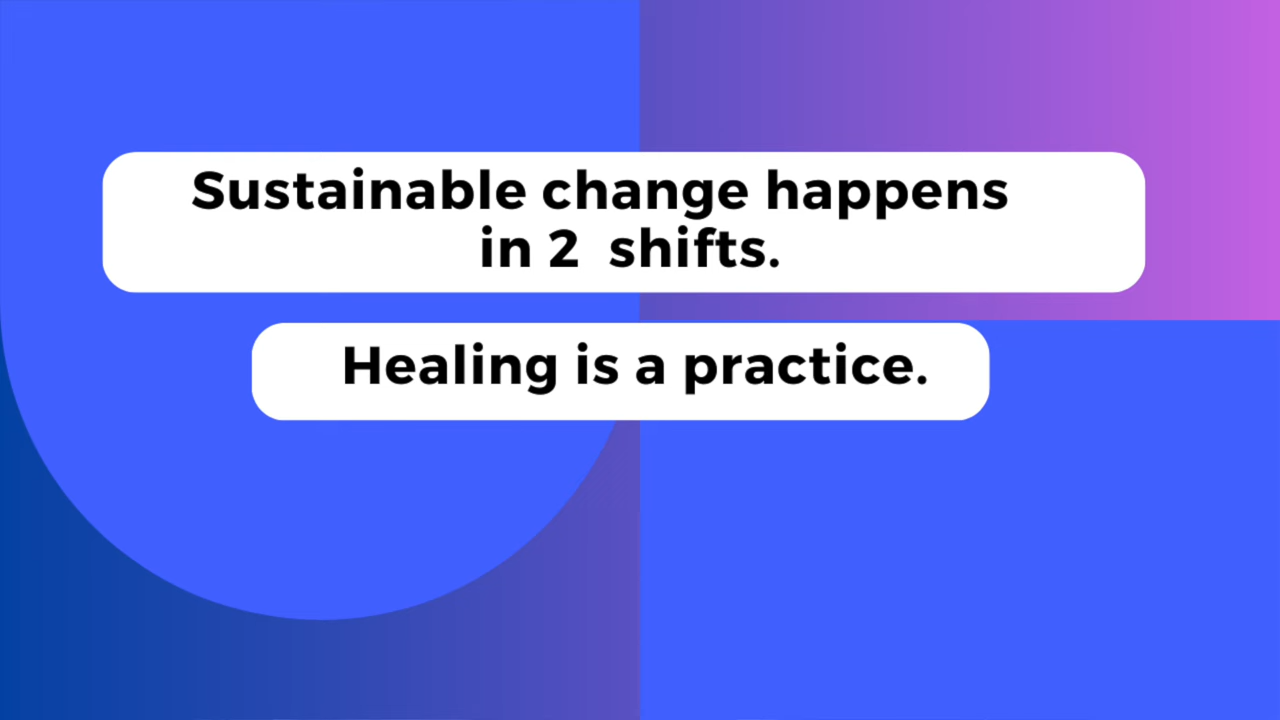 Sustainable change happens
in 2  shifts.
Healing is a practice.